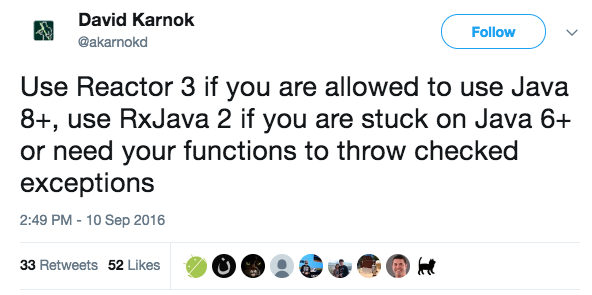 David Karnok
@akarnokd
Follow
Use Reactor 3 if you are allowed to use Java
8+, use RxJava 2 if you are stuck on Java 6+
or need your functions to throw checked
exceptions
2:49 PM - 10 Sep 2016
33 Retweets 52 Likes